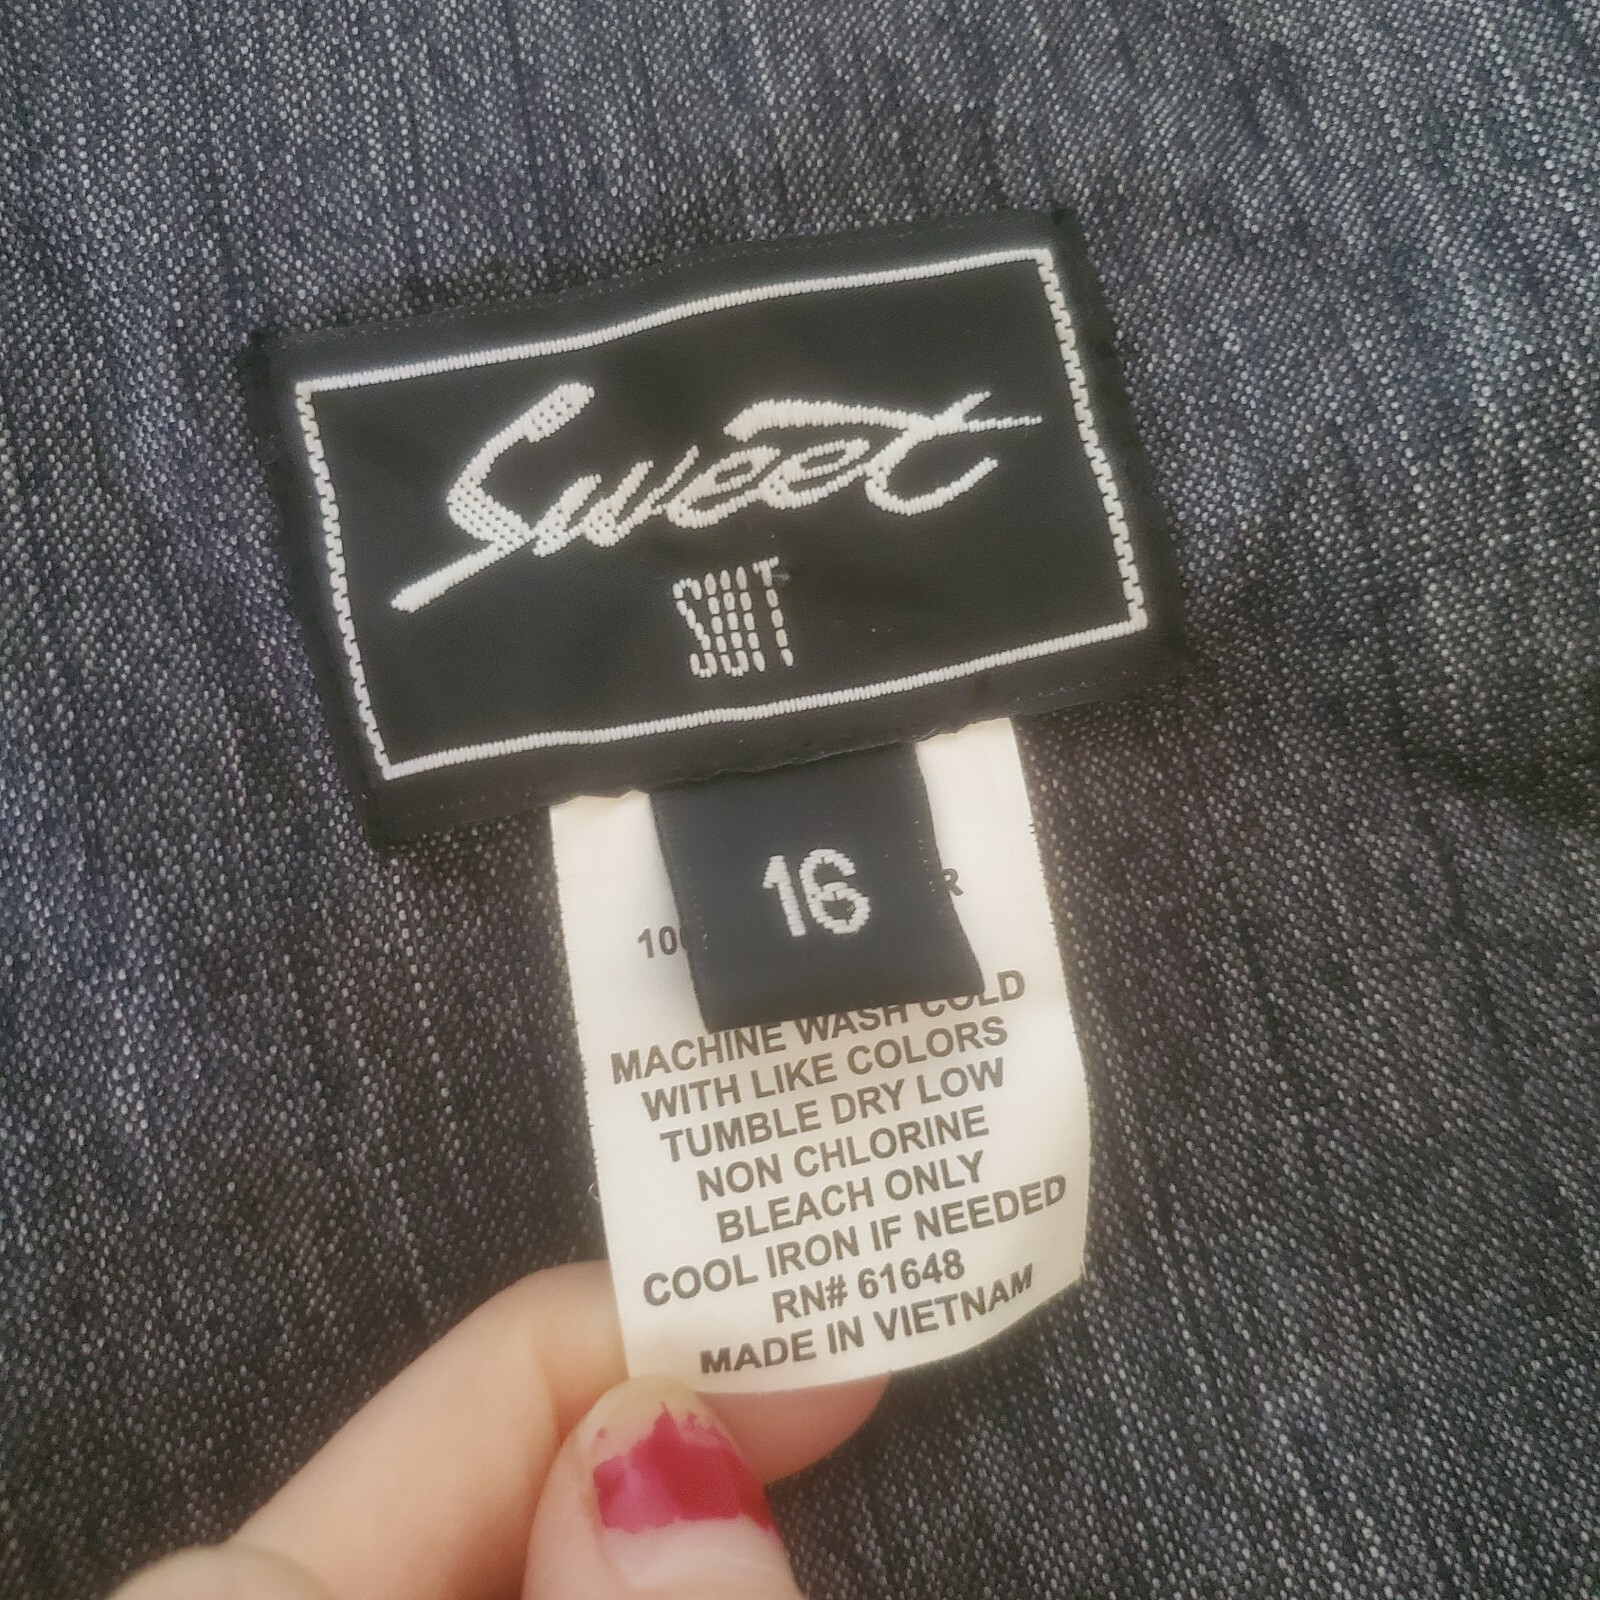 Sweet
SUIT
16
MACHINE WASH COLD
WITH LIKE COLORS
TUMBLE DRY LOW
NON CHLORINE
BLEACH ONLY
COOL IRON IF NEEDED
RN# 61648
MADE IN VIETNAM